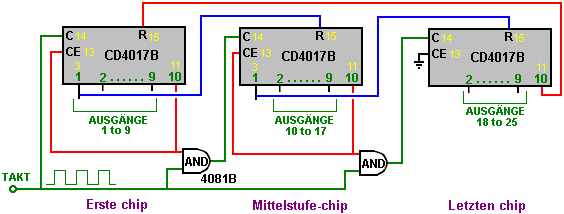 C 14 R 15
CE 13 CD4017B
3 11
1 2 ...... 9 10
AUSGÄNGE
1 to 9
C 14 R 15
CE 13 CD4017B
3 11
1 2 ...... 9 10
AUSGÄNGE
10 to 17
C 14 R 15
CE 13 CD4017B
11
2 ...... 9 10
AUSGÄNGE
18 to 25
AND
4081B
AND
TAKT
Erste chip
Mittelstufe-chip
Letzten chip